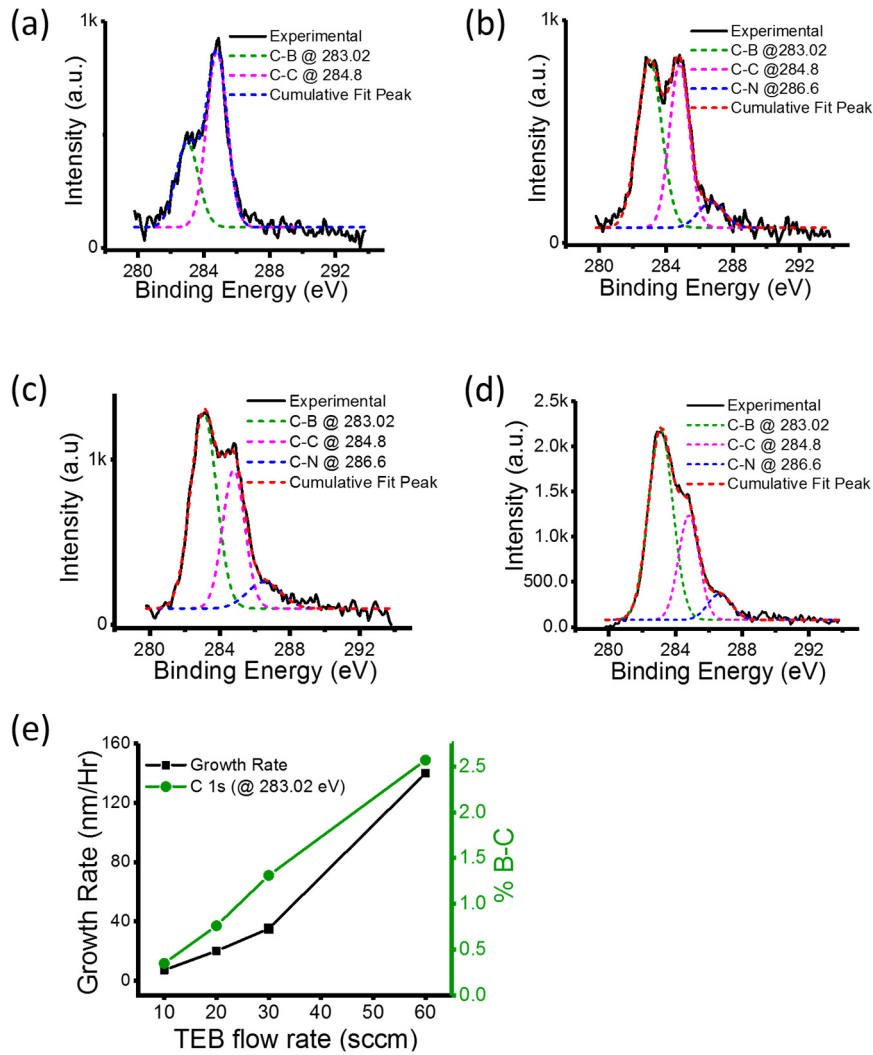 (a)
1k
Experimental
C-B @ 283.02
C-C @ 284.8
Cumulative Fit Peak
Intensity (a.u.)
0
280 284 288 292
Binding Energy (eV)
(b)
1k
Experimental
C-B @283.02
C-C @ 284.8
C-N @286.6
Cumulative Fit Peak
Intensity (a.u.)
0
280 284 288 292
Binding Energy (eV)
(c)
Experimental
C-B @ 283.02
C-C @ 284.8
C-N @ 286.6
Cumulative Fit Peak
1k
Intensity (a.u)
0
280 284 288 292
Binding Energy (eV)
(d)
2.5k
2.0k
1.5k
1.0k
500.0
0.0
Experimental
C-B @ 283.02
C-C @ 284.8
C-N @ 286.6
Cumulative Fit Peak
Intensity (a.u.)
280 284 288 292
Binding Energy (eV)
(e)
160
120
80
40
0
Growth Rate
C 1s (@ 283.02 eV)
Growth Rate (nm/Hr)
2.5
2.0
1.5
1.0
0.5
0.0
% B-C
10 20 30 40 50 60
TEB flow rate (sccm)